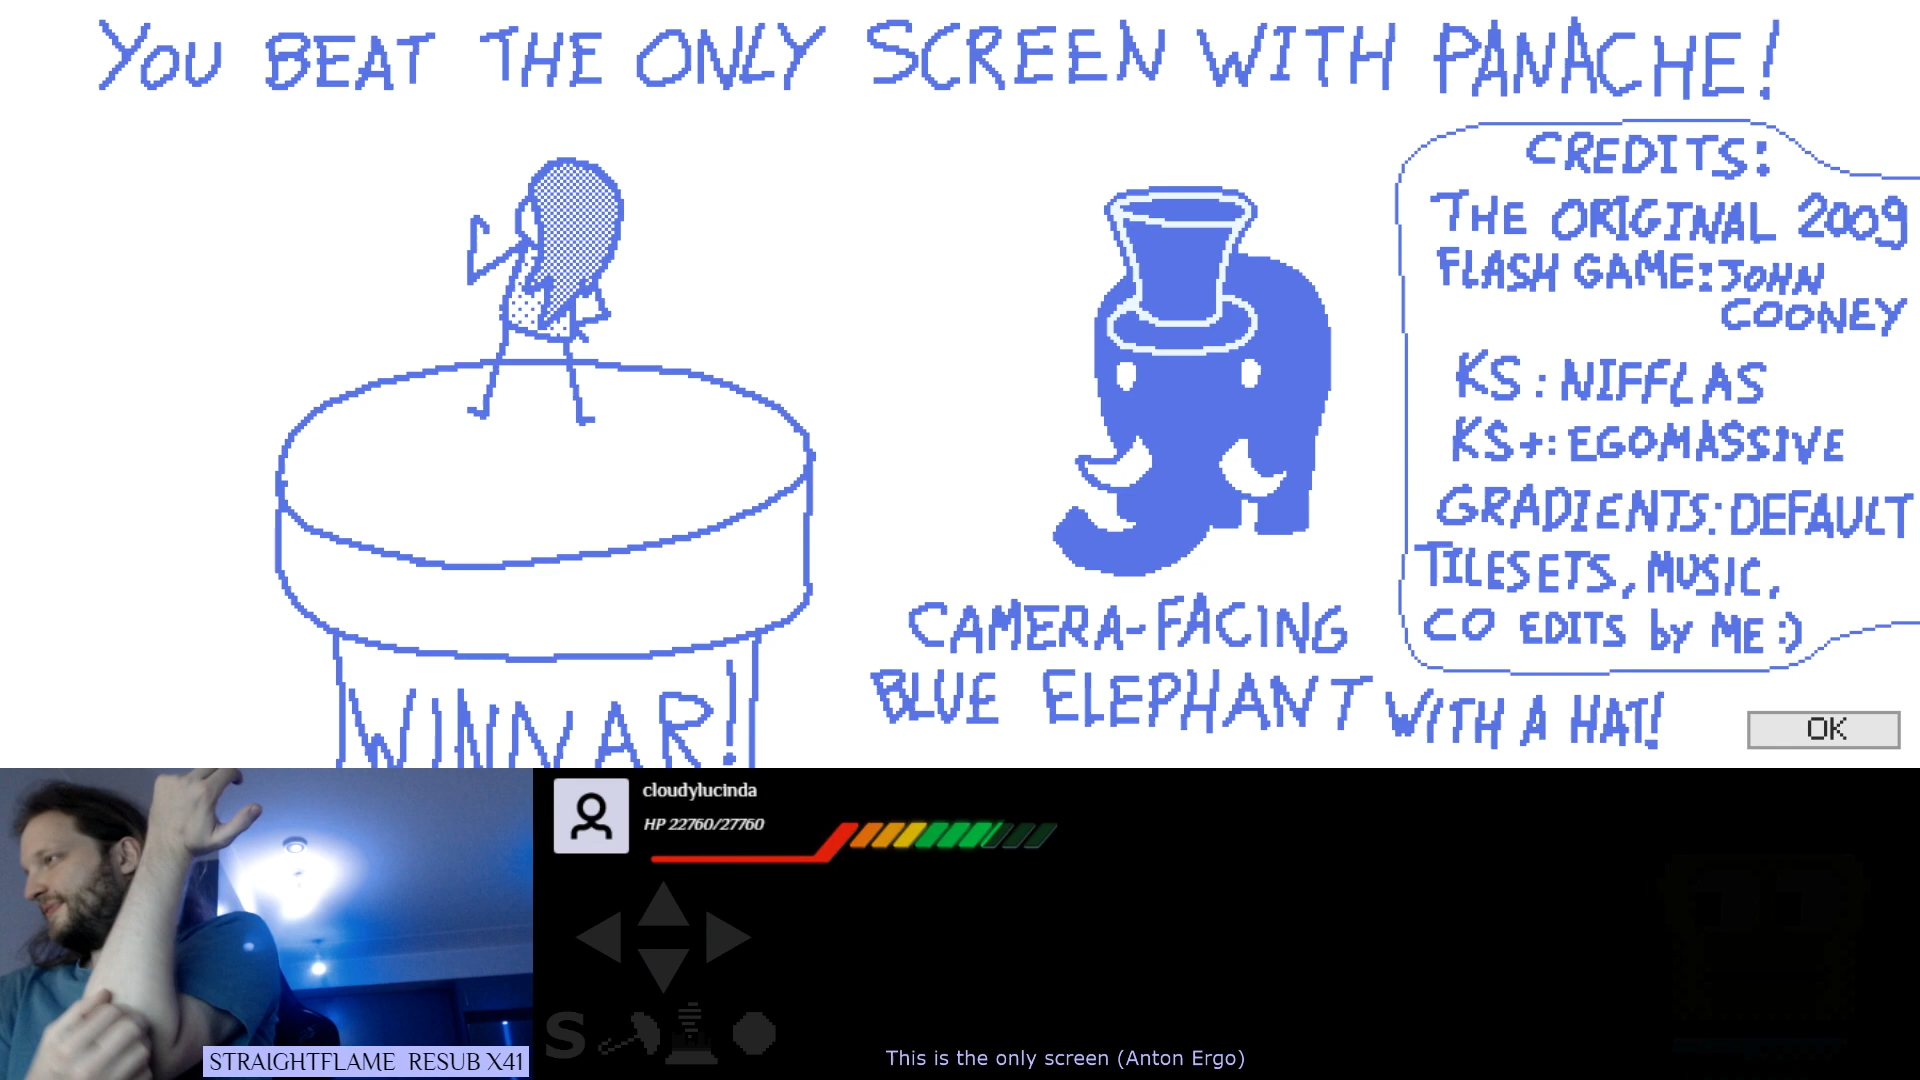 YOU BEAT THE ONLY SCREEN WITH PANACHE!
CREDITS:
THE ORIGINAL 2009
FLASH GAME: JOHN
COONEY
KS: NIFFLAS
KS+: EGOMASSIVE
GRADIENTS: DEFAULT
TILESETS, MUSIC,
CO EDITS by ME :)
CAMERA-FACING
BLUE ELEPHANT WITH A HAT!
WINNAR!
OK
cloudylucinda
HP 22760/27760
S
STRAIGHTFLAME RESUB X41
This is the only screen (Anton Ergo)